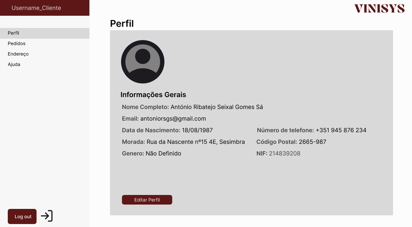 Username_Cliente
VINISYS
Perfil
Pedidos
Endereço
Ajuda
Perfil
Informações Gerais
Nome Completo: António Ribatejo Seixal Gomes Sá
Email: antoniorsgs@gmail.com
Data de Nascimento: 18/08/1987
Número de telefone: +351 945 876 234
Morada: Rua da Nascente nº15 4E, Sesimbra
Código Postal: 2665-987
Genero: Não Definido
NIF: 214839208
Editar Perfil
Log out